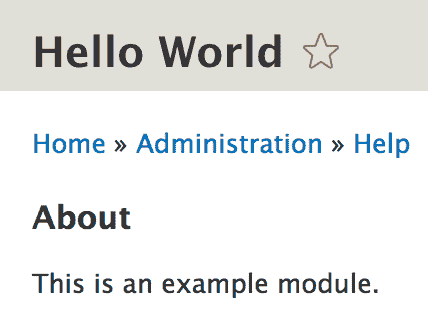 Hello World
Home » Administration » Help
About
This is an example module.